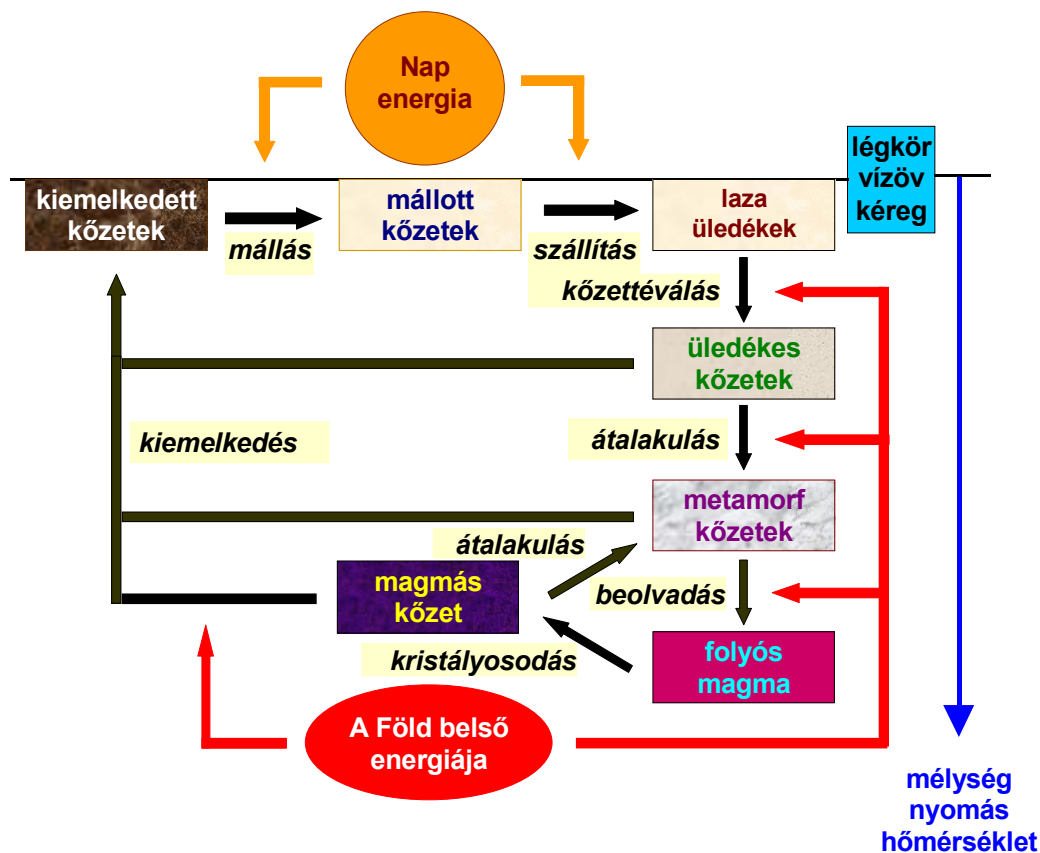 Nap
energia
légkör
vízöv
kéreg
kiemelkedett
kőzetek
mállott
kőzetek
laza
üledékek
mállás
szállítás
kőzettéválás
üledékes
kőzetek
kiemelkedés
átalakulás
metamorf
kőzetek
átalakulás
magmás
kőzet
beolvadás
kristályosodás
folyós
magma
A Föld belső
energiája
mélység
nyomás
hőmérséklet